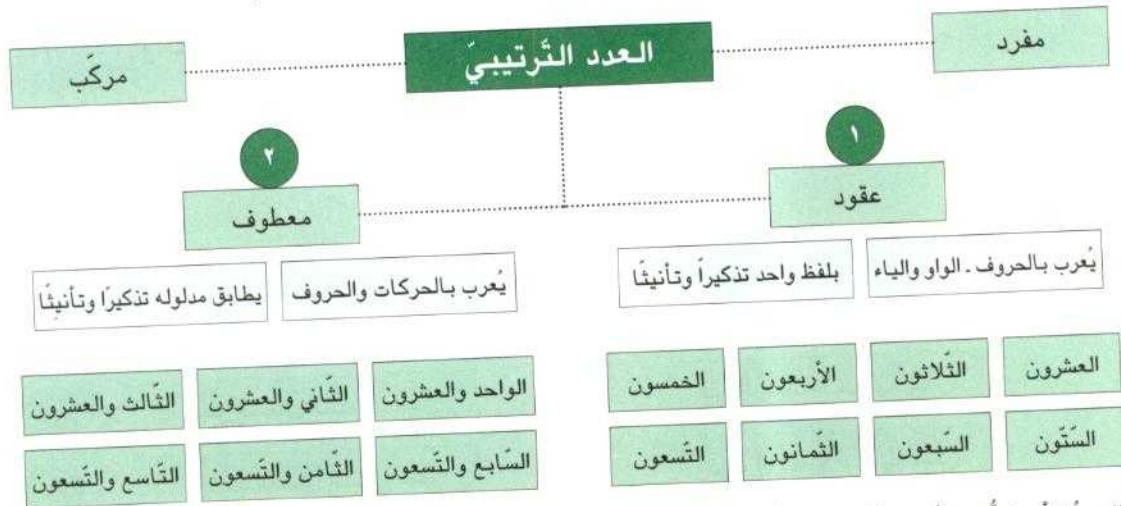 مفرد
العدد التّرتيبيّ
مركّب
١
عقود
يُعرب بالحروف ـ الواو والياء
بلفظ واحد تذكيراً وتأنيثًا
العشرون
الثّلاثون
الأربعون
الخمسون
السّتّون
السّبعون
الثّمانون
التّسعون
٢
معطوف
يُعرب بالحركات والحروف
يطابق مدلوله تذكيرًا وتأنيثًا
الواحد والعشرون
الثّاني والعشرون
الثّالث والعشرون
السّابع والتّسعون
الثّامن والتّسعون
التّاسع والتّسعون